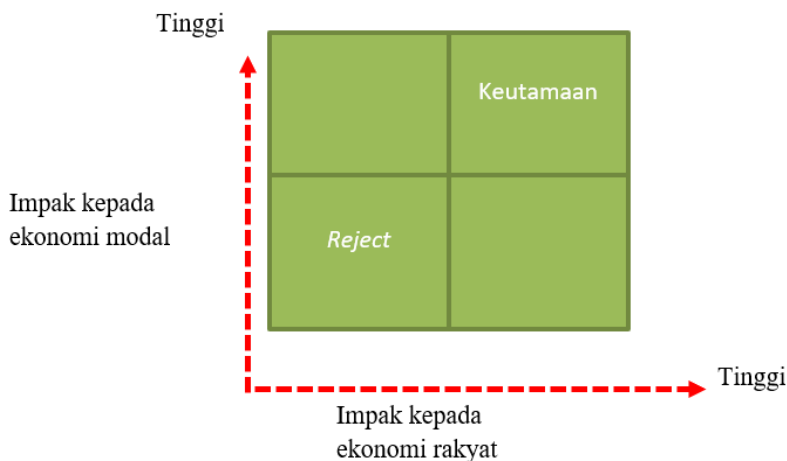 Tinggi
Keutamaan
Impak kepada
ekonomi modal
Reject
Tinggi
Impak kepada
ekonomi rakyat